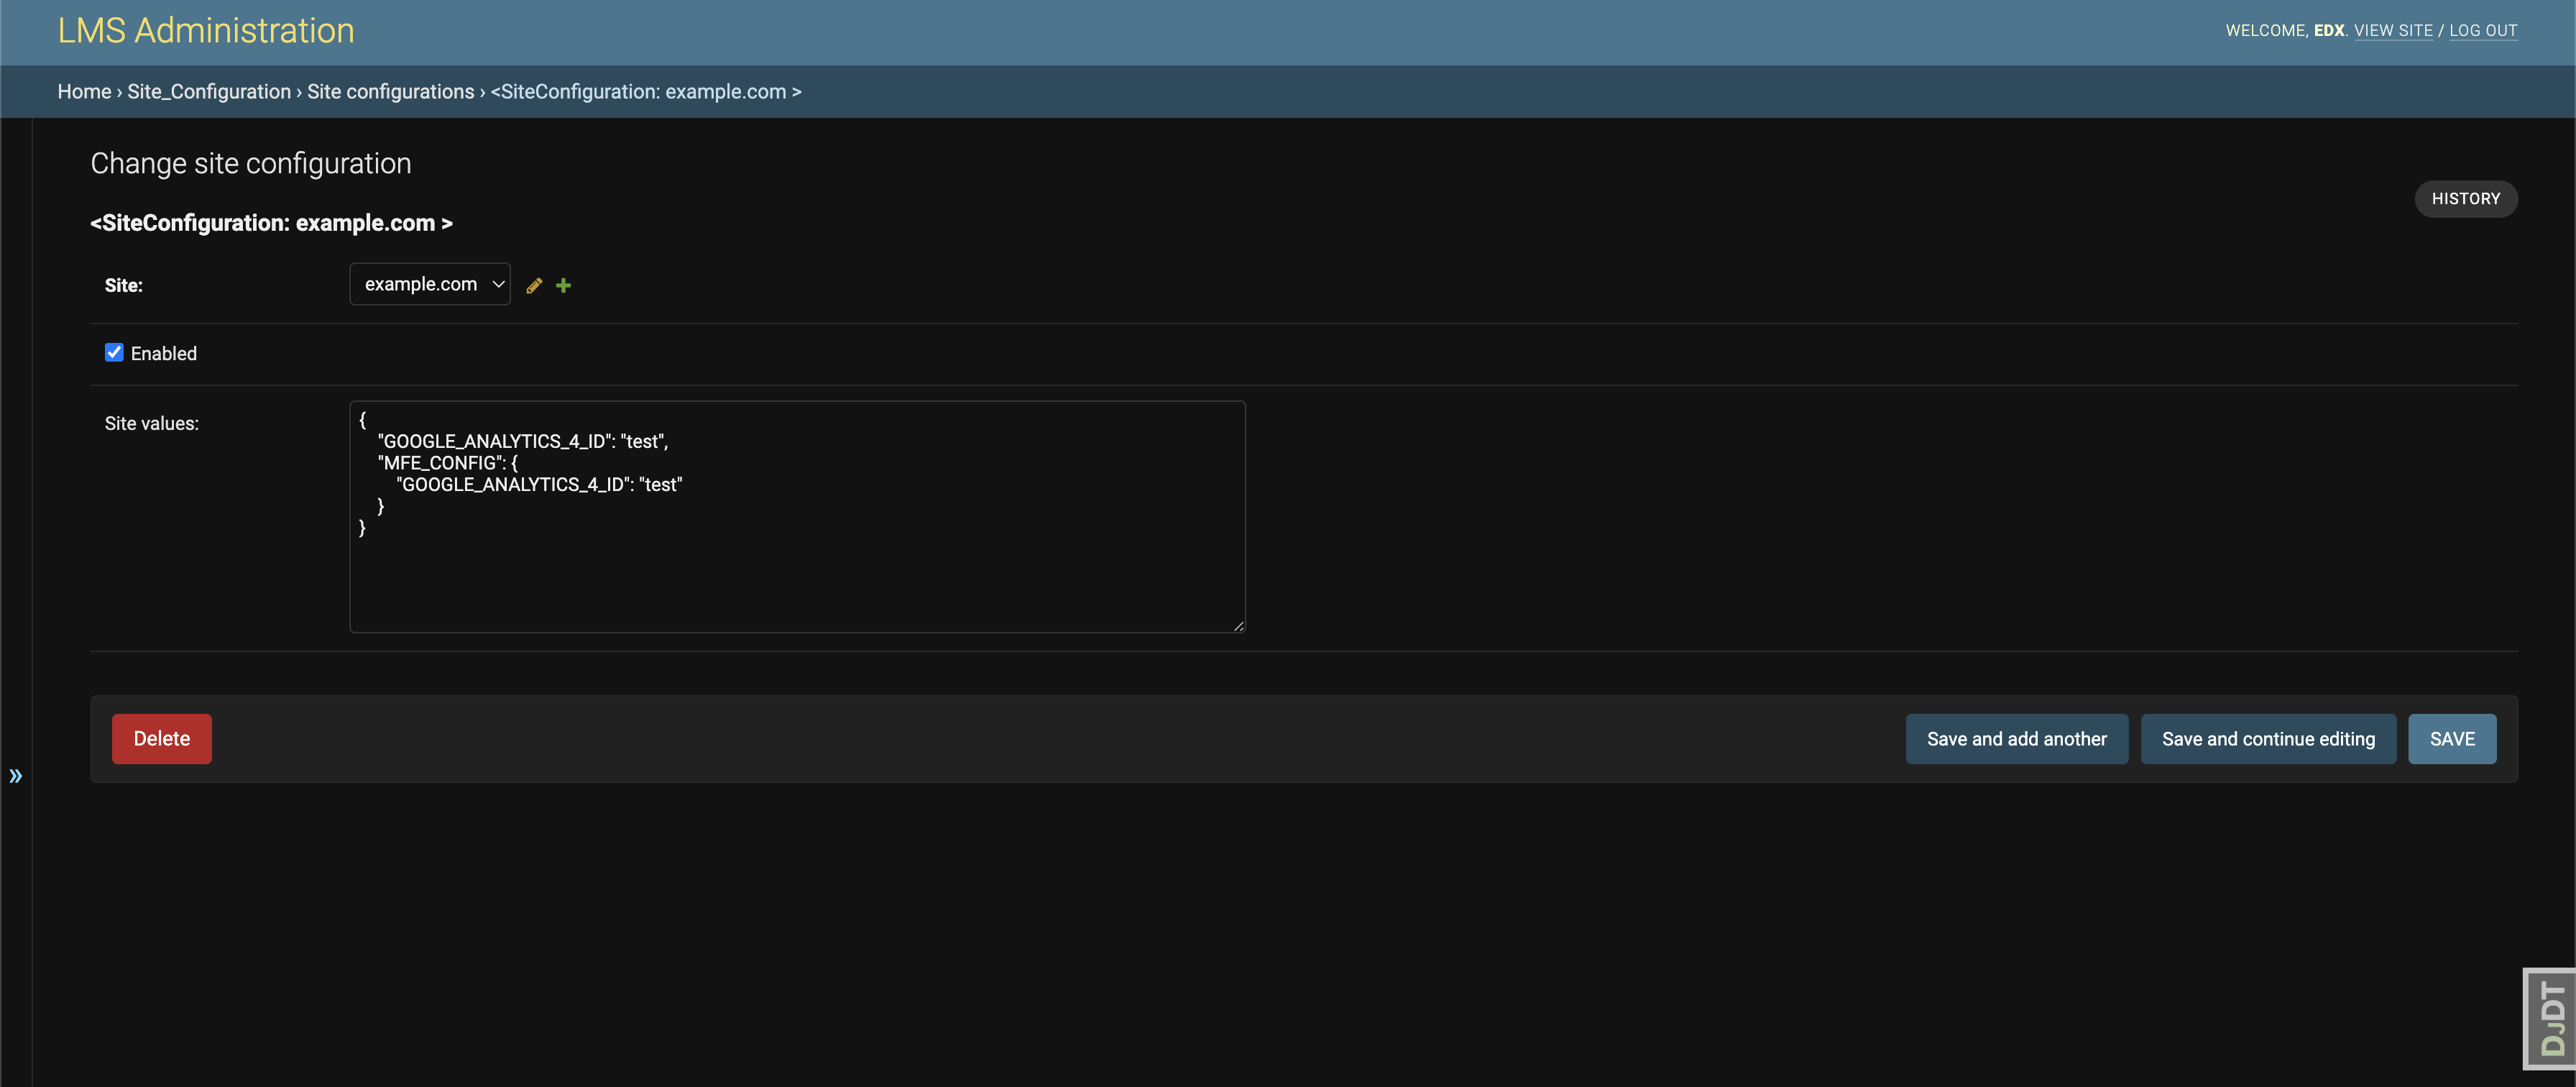 LMS Administration
WELCOME, EDX. VIEW SITE / LOG OUT
Home › Site_Configuration › Site configurations › <SiteConfiguration: example.com >
Change site configuration
HISTORY
<SiteConfiguration: example.com >
Site:
example.com
Enabled
Site values:
{
    "GOOGLE_ANALYTICS_4_ID": "test",
    "MFE_CONFIG": {
        "GOOGLE_ANALYTICS_4_ID": "test"
    }
}
Delete
Save and add another
Save and continue editing
SAVE
»
DJDT